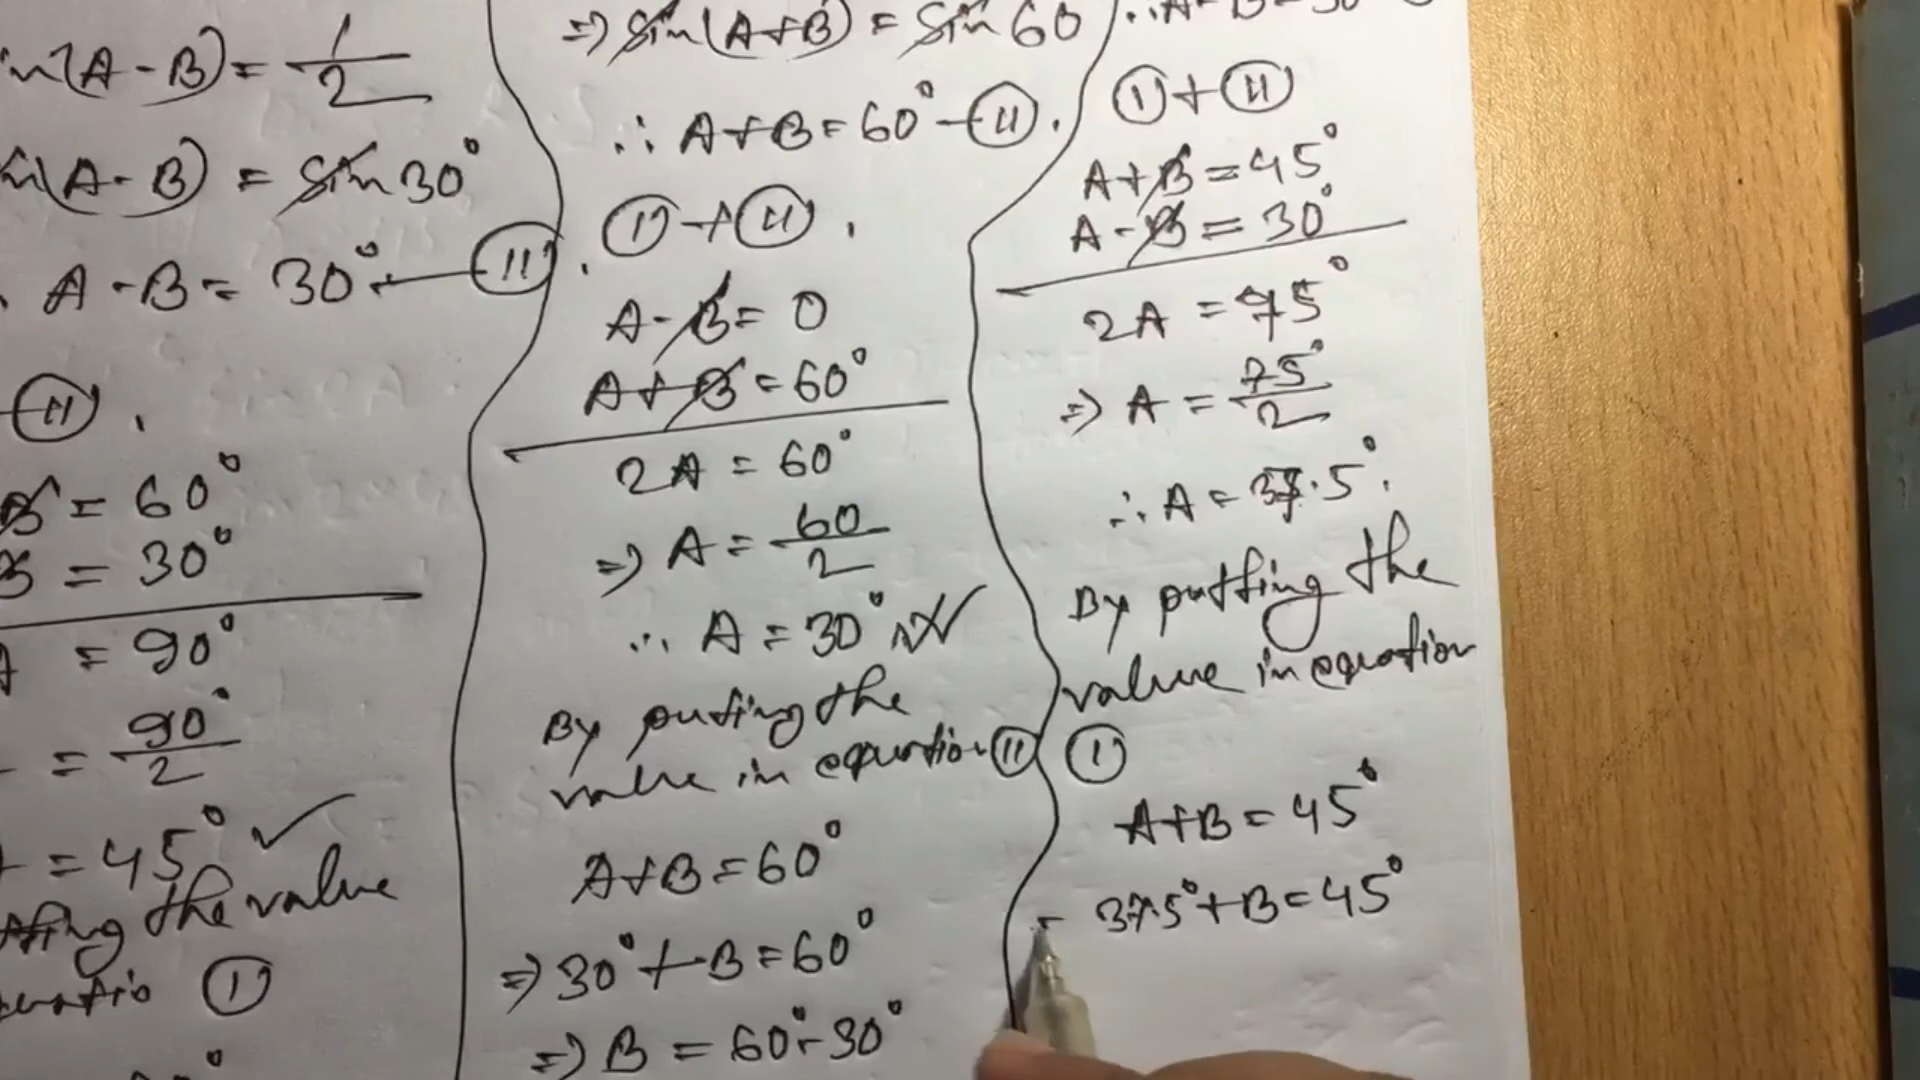 (A-B)=1/2
(A-B) = sin 30°
A-B= 30° (II)
(II).
B = 60°
= 30°
= 90°
= 90°/2
= 45° ✓
the value
(I)
=> sin(A+B) = sin 60
∴ A+B=60° (II).
(I)+(II).
A-B= 0
A+B=60°
2A = 60°
=> A = 60/2
∴ A = 30°
By puting the
value in equation (II)
A+B=60°
=> 30°+B=60°
=> B = 60°-30°
(I)+(II)
A+B=45°
A-B=30°
2A = 75°
=> A = 75°/2
∴ A = 37.5°.
By putting the
value in equation
(I)
A+B=45°
37.5°+B=45°